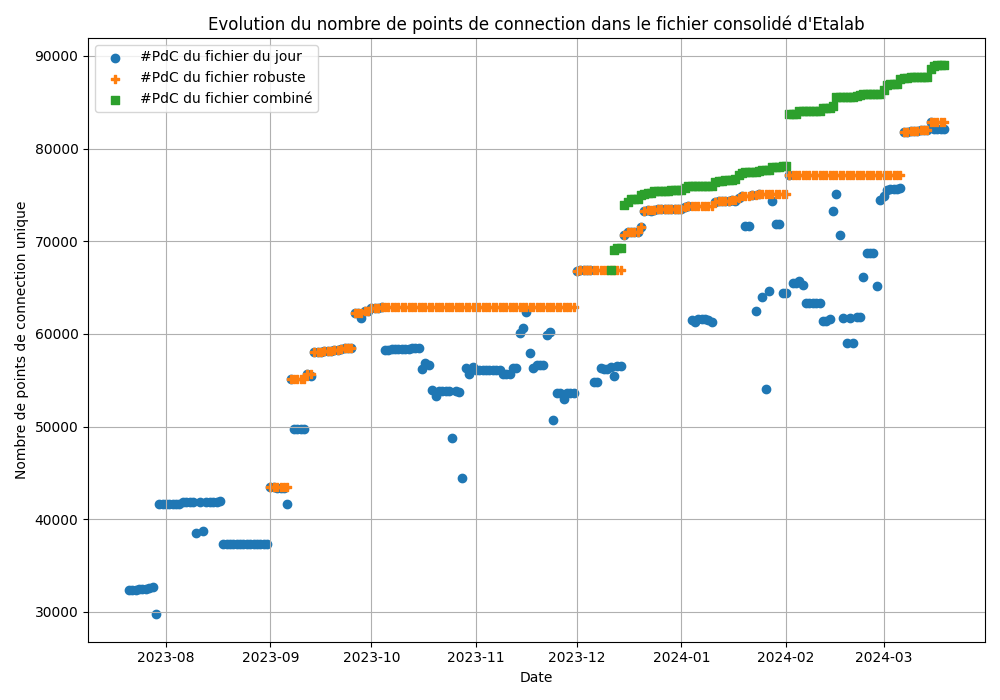 Evolution du nombre de points de connection dans le fichier consolidé d'Etalab
#PdC du fichier du jour
#PdC du fichier robuste
#PdC du fichier combiné
Nombre de points de connection unique
90000
80000
70000
60000
50000
40000
30000
2023-08
2023-09
2023-10
2023-11
2023-12
2024-01
2024-02
2024-03
Date